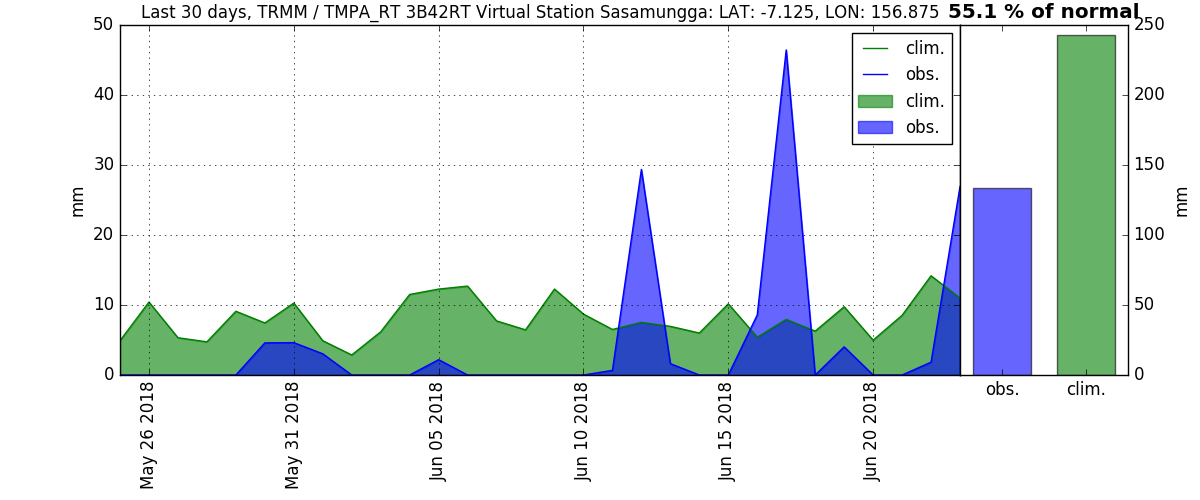 Last 30 days, TRMM / TMPA_RT 3B42RT Virtual Station Sasamungga: LAT: -7.125, LON: 156.875 55.1 % of normal
50
40
30
20
10
0
mm
clim.
obs.
clim.
obs.
250
200
150
100
50
0
mm
May 26 2018
May 31 2018
Jun 05 2018
Jun 10 2018
Jun 15 2018
Jun 20 2018
obs.
clim.